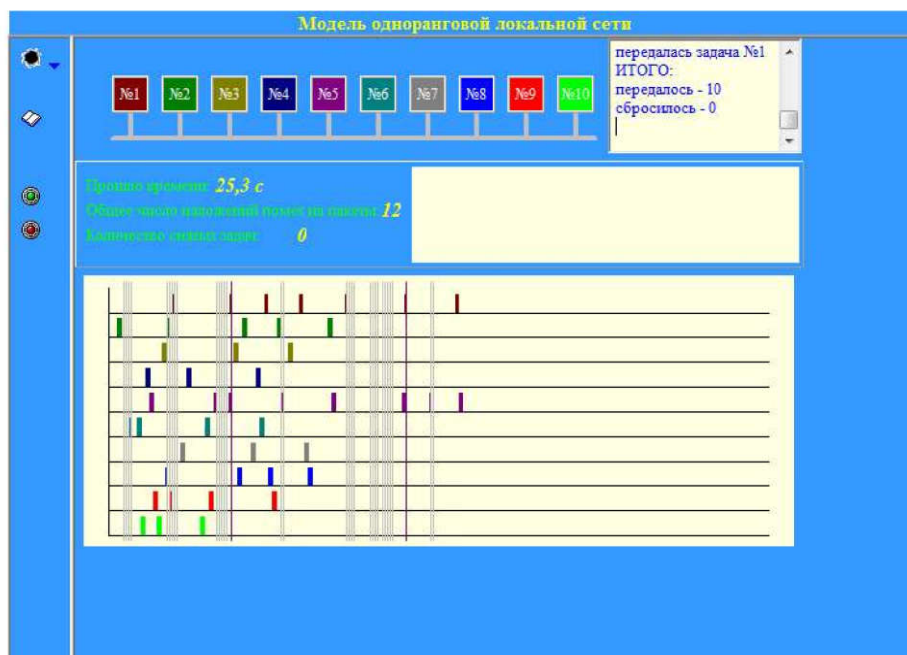 Модель одноранговой локальной сети
№1 №2 №3 №4 №5 №6 №7 №8 №9 №10
передалась задача №1
ИТОГО:
передалось - 10
сбросилось - 0
Прошло времени: 25,3 с
Общее число наложений помех на пакеты: 12
Количество снятых задач: 0